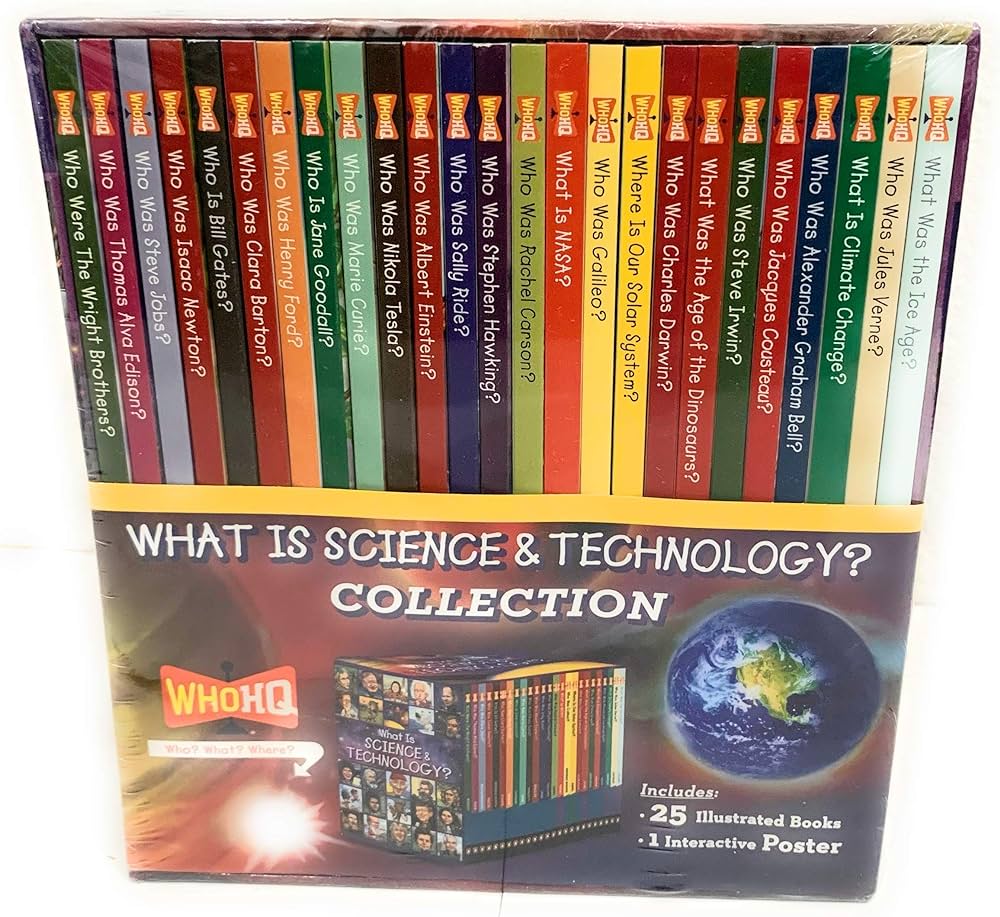 WHOHQ Who Were The Wright Brothers?
WHOHQ Who Was Thomas Alva Edison?
WHOHQ Who Was Steve Jobs?
WHOHQ Who Was Isaac Newton?
WHOHQ Who Is Bill Gates?
WHOHQ Who Was Clara Barton?
WHOHQ Who Was Henry Ford?
WHOHQ Who Is Jane Goodall?
WHOHQ Who Was Marie Curie?
WHOHQ Who Was Nikola Tesla?
WHOHQ Who Was Albert Einstein?
WHOHQ Who Was Sally Ride?
WHOHQ Who Was Stephen Hawking?
WHOHQ Who Was Rachel Carson?
WHOHQ What Is NASA?
WHOHQ Who Was Galileo?
WHOHQ Where Is Our Solar System?
WHOHQ Who Was Charles Darwin?
WHOHQ What Was the Age of the Dinosaurs?
WHOHQ Who Was Steve Irwin?
WHOHQ Who Was Jacques Cousteau?
WHOHQ Who Was Alexander Graham Bell?
WHOHQ What Is Climate Change?
WHOHQ Who Was Jules Verne?
WHOHQ What Was the Ice Age?
WHAT IS SCIENCE & TECHNOLOGY?
COLLECTION
WHOHQ
Who? What? Where?
What Is
SCIENCE &
TECHNOLOGY?
Includes:
• 25 Illustrated Books
• 1 Interactive Poster